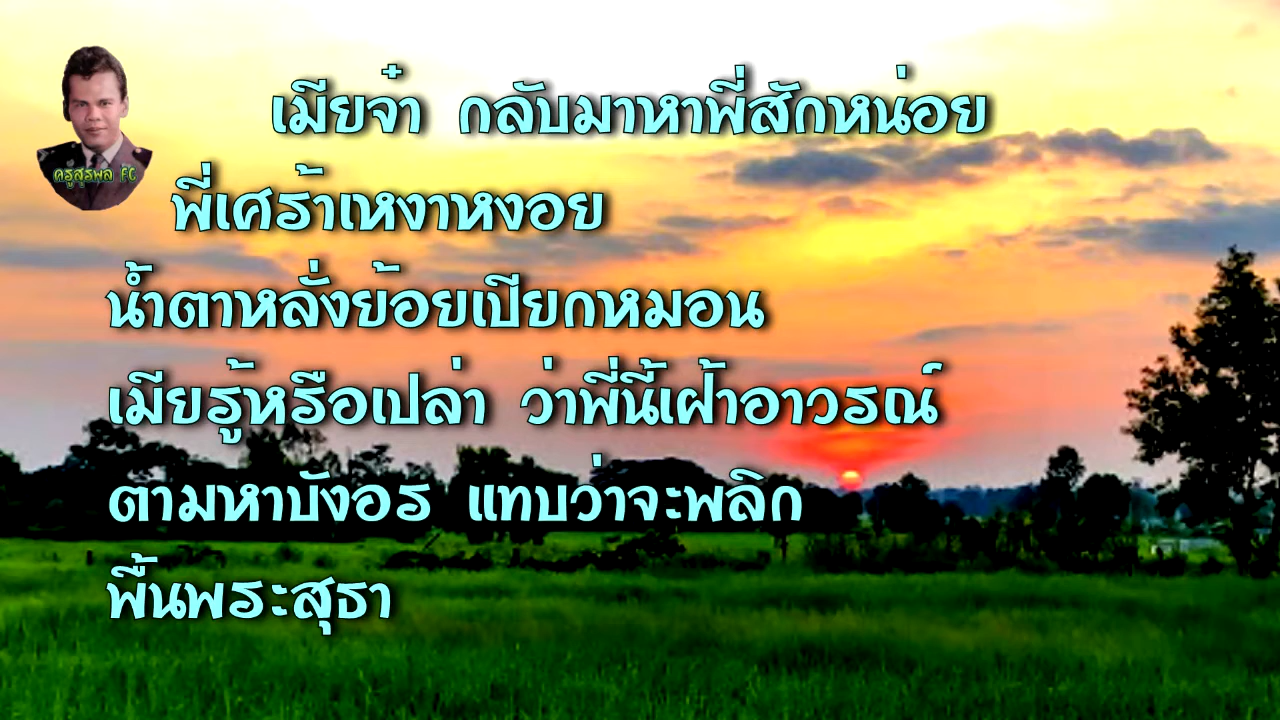 เมียจ๋า กลับมาหาพี่สักหน่อย
ครูสุรพล FC
พี่เศร้าเหงาหงอย
น้ำตาหลั่งย้อยเปียกหมอน
เมียรู้หรือเปล่า ว่าพี่นี้เฝ้าอาวรณ์
ตามหาบังอร แทบว่าจะพลิก
พื้นพระสุธา